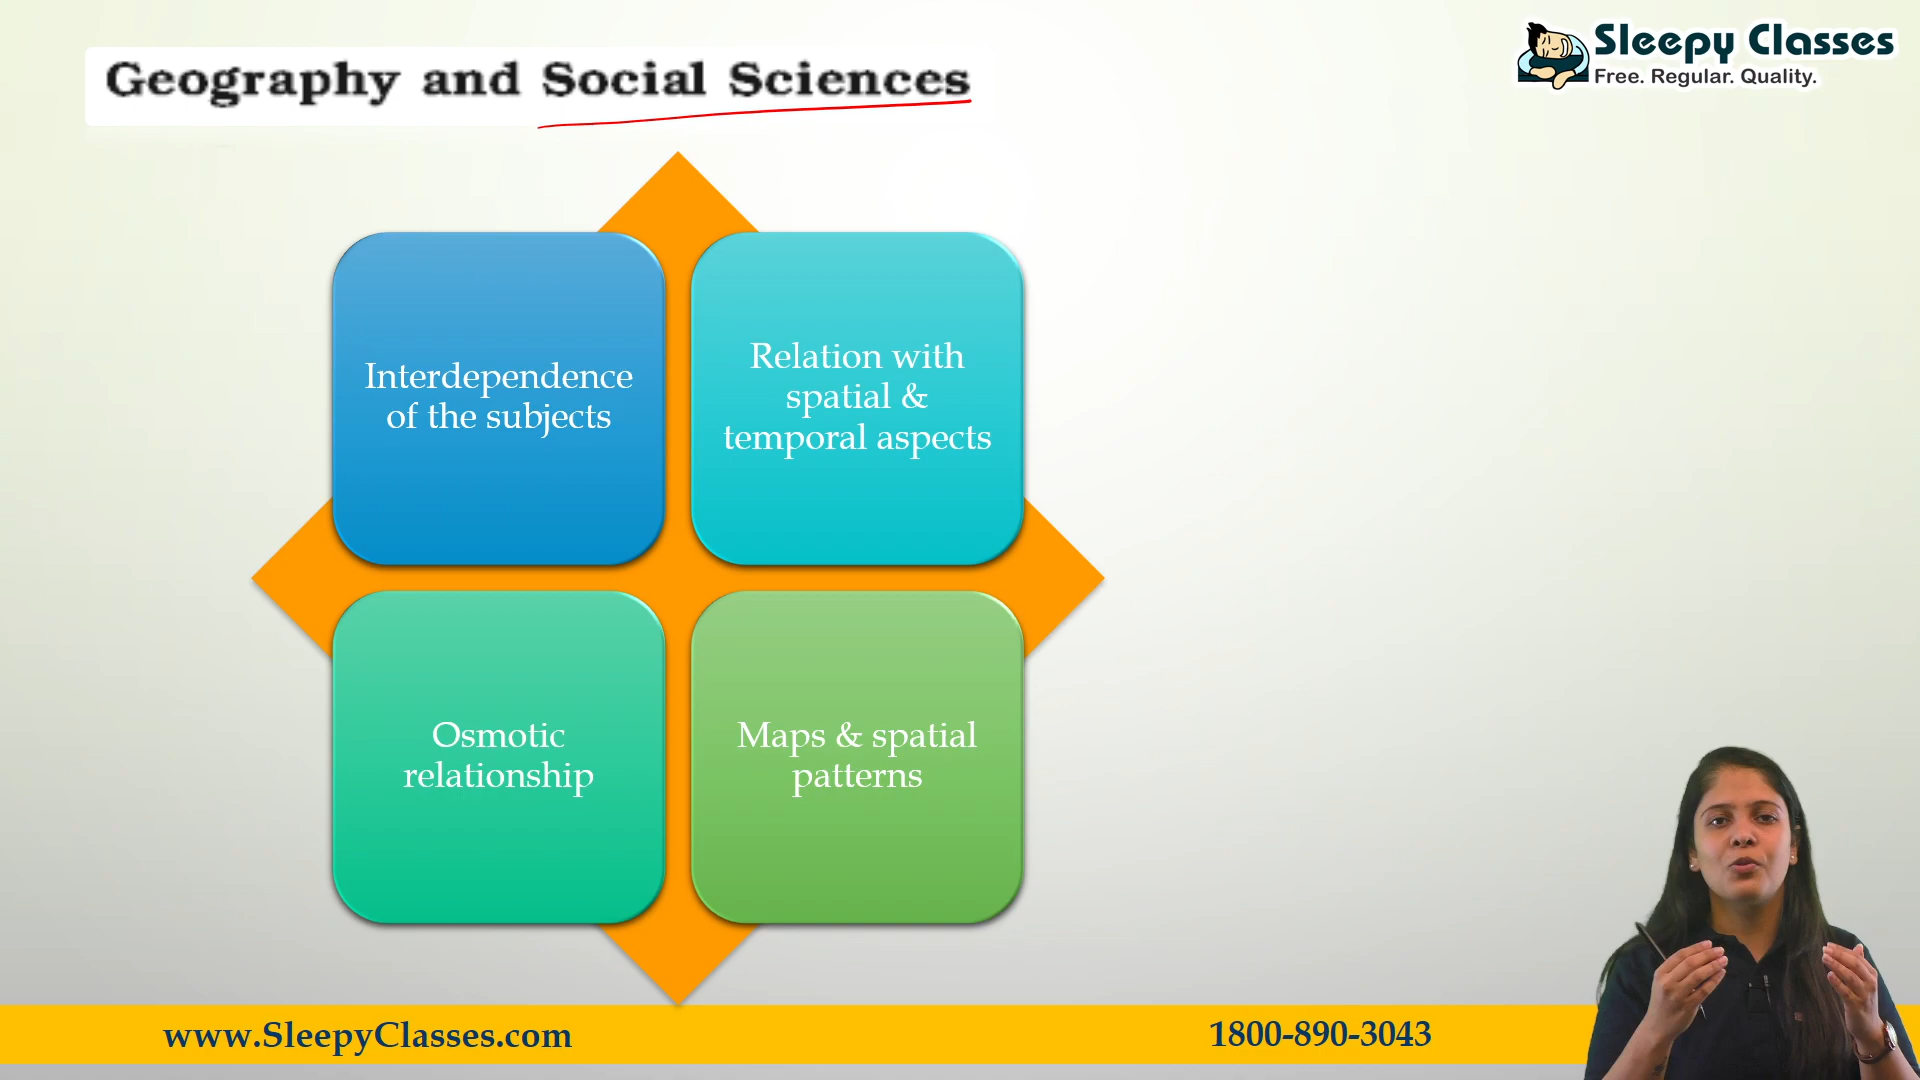 Geography and Social Sciences
Sleepy Classes
Free. Regular. Quality.
Interdependence
of the subjects
Relation with
spatial &
temporal aspects
Osmotic
relationship
Maps & spatial
patterns
www.SleepyClasses.com
1800-890-3043